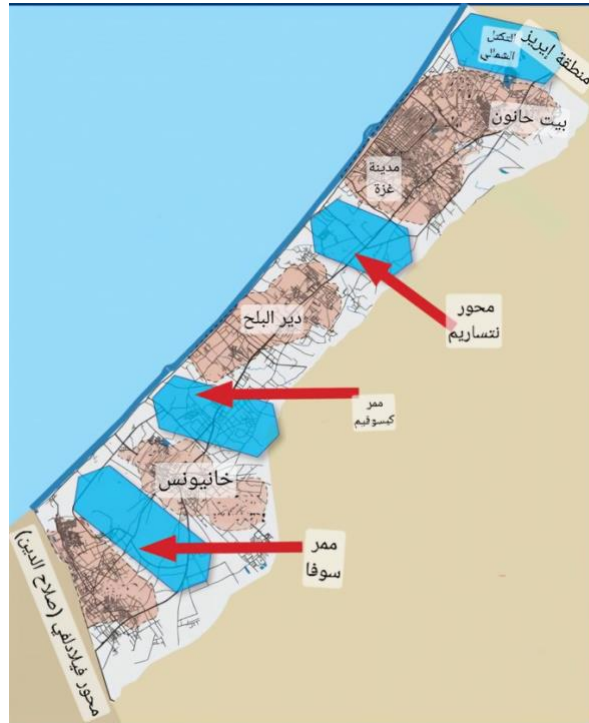 التكتل
الشمالي
منطقة إيريز
بيت حانون
مدينة
غزة
محور
نتساريم
دير البلح
ممر
كيسوفيم
خانيونس
ممر
سوفا
محور فيلادلفي (صلاح الدين)